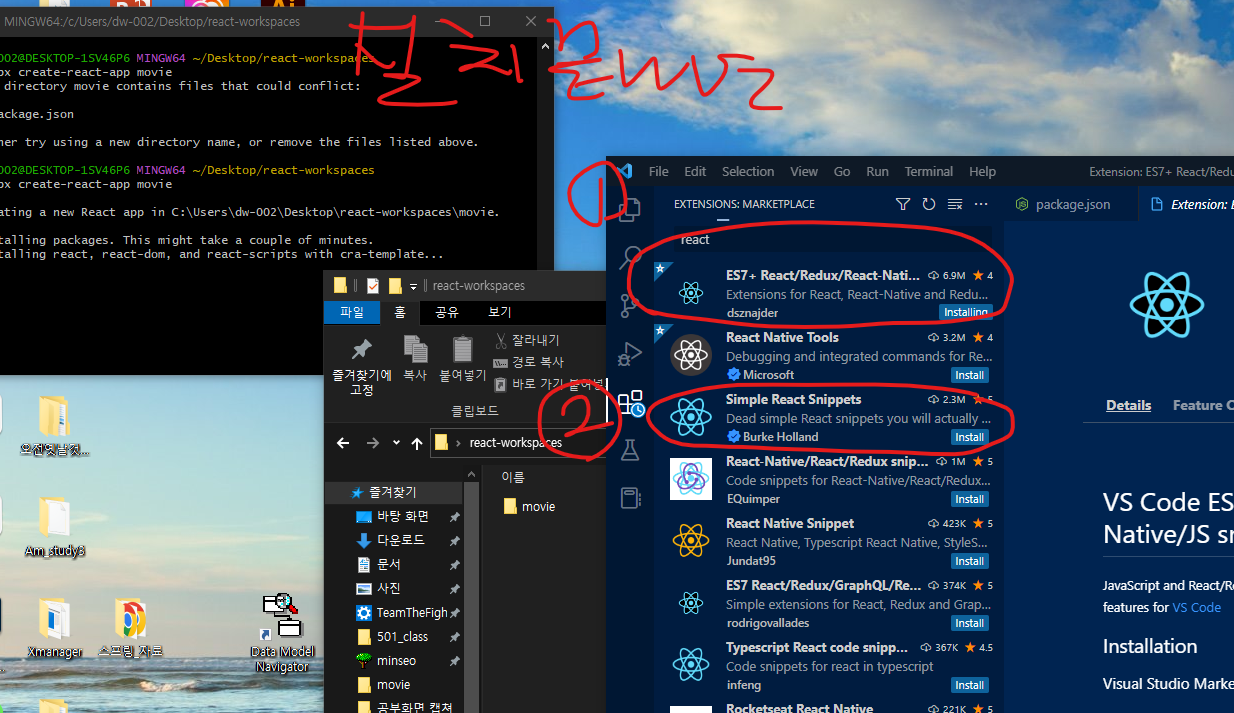 MINGW64:/c/Users/dw-002/Desktop/react-workspaces
002@DESKTOP-1SV46P6 MINGW64 ~/Desktop/react-workspaces
px create-react-app movie
directory movie contains files that could conflict:
ackage.json
her try using a new directory name, or remove the files listed above.
002@DESKTOP-1SV46P6 MINGW64 ~/Desktop/react-workspaces
px create-react-app movie
ating a new React app in C:\Users\dw-002\Desktop\react-workspaces\movie.
talling packages. This might take a couple of minutes.
talling react, react-dom, and react-scripts with cra-template...
설치
1
2
react-workspaces
파일 홈 공유 보기
즐겨찾기에 고정
복사
붙여넣기
잘라내기
경로 복사
바로 가기 붙여넣
클립보드
react-workspaces
이름
movie
즐겨찾기
바탕 화면
다운로드
문서
사진
TeamTheFigh
501_class
minseo
movie
공부화면 캡쳐
Am_study3
Xmanager
스프링_자료
Data Model Navigator
File Edit Selection View Go Run Terminal Help
Extension: ES7+ React/Redu
EXTENSIONS: MARKETPLACE
package.json
Extension: E
react
ES7+ React/Redux/React-Nati... 6.9M ★ 4
Extensions for React, React-Native and Redu...
dsznajder Installing
React Native Tools 3.2M ★ 4
Debugging and integrated commands for Re...
Microsoft Install
Simple React Snippets 2.3M ★ 5
Dead simple React snippets you will actually ...
Burke Holland Install
React-Native/React/Redux snip... 1M ★ 5
Code snippets for React-Native/React/Redux...
EQuimper Install
React Native Snippet 423K ★ 5
React Native, Typescript React Native, StyleS...
Jundat95 Install
ES7 React/Redux/GraphQL/Re... 374K ★ 5
Simple extensions for React, Redux and Grap...
rodrigovallades Install
Typescript React code snipp... 367K ★ 4.5
Code snippets for react in typescript
infeng Install
Rocketseat React Native 221K ★ 5
Details Feature C
VS Code ES
Native/JS sn
JavaScript and React/R
features for VS Code
Installation
Visual Studio Marke